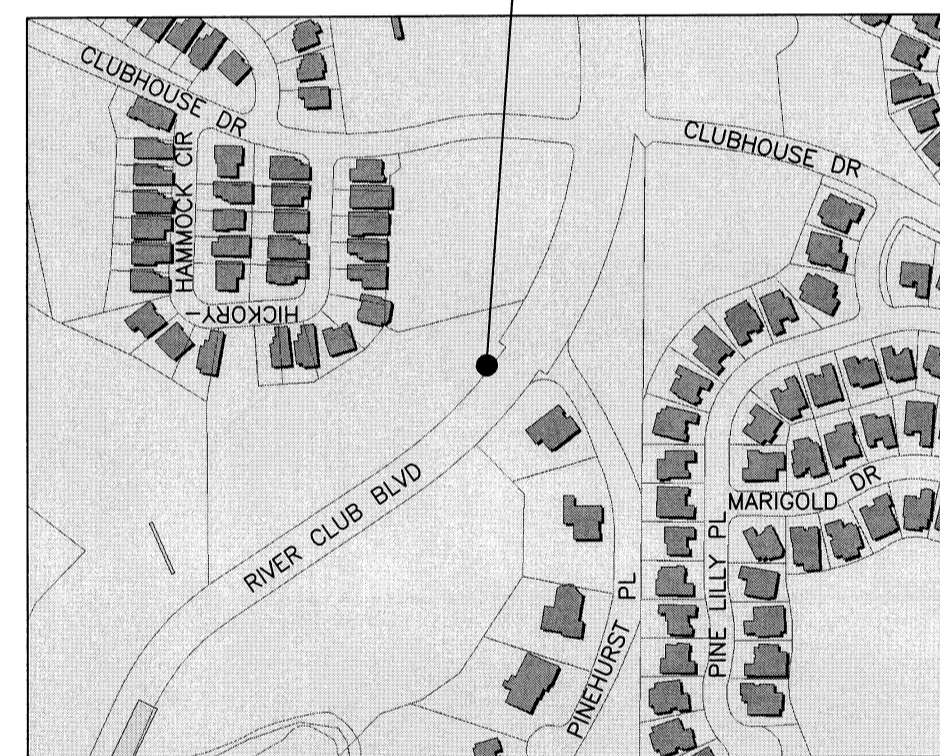 CLUBHOUSE DR
CLUBHOUSE DR
HAMMOCK CIR
HICKORY-
RIVER CLUB BLVD
MARIGOLD DR
PINE LILLY PL
PINEHURST PL